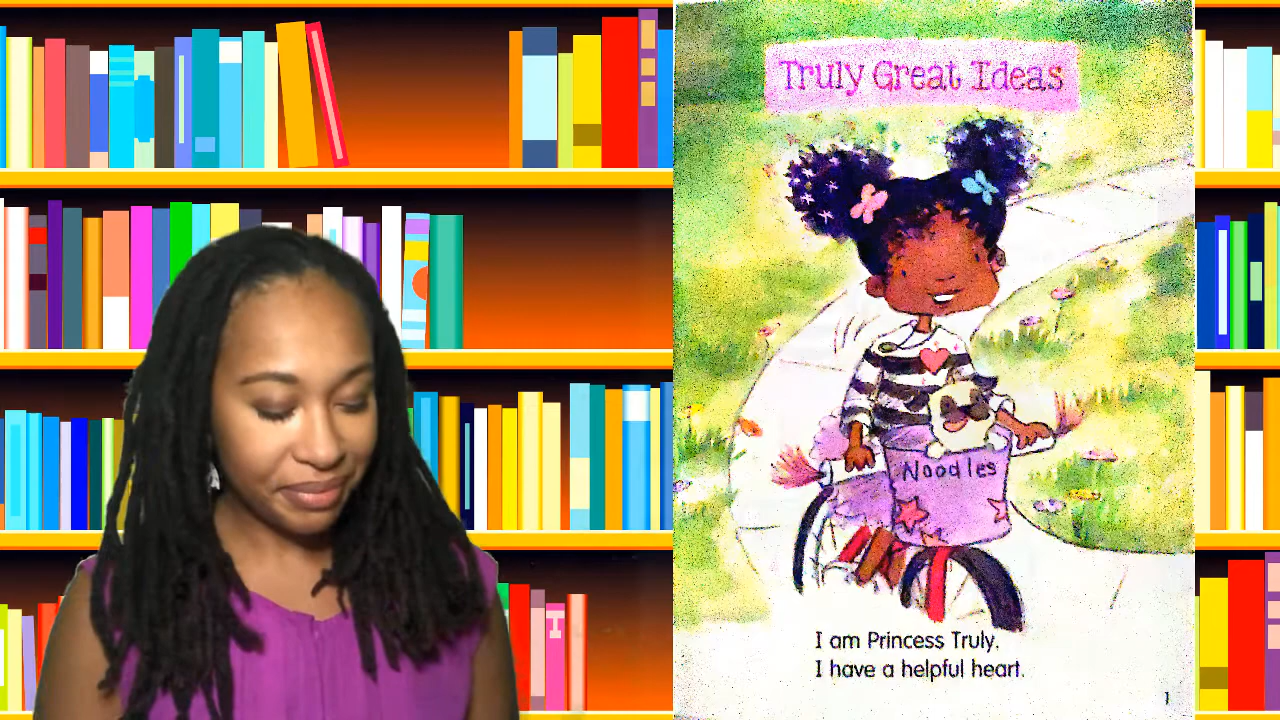 Truly Great Ideas
Noodles
I am Princess Truly.
I have a helpful heart.
1